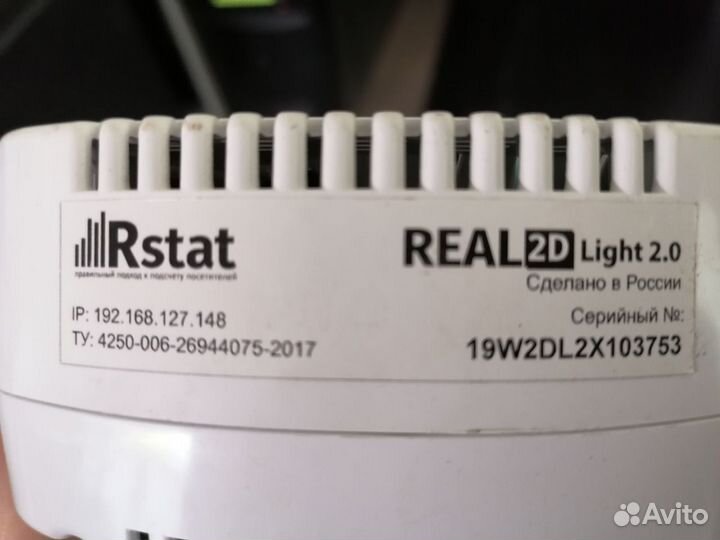 Rstat
правильный подход к подсчету посетителей
REAL2D Light 2.0
Сделано в России
IP: 192.168.127.148
ТУ: 4250-006-26944075-2017
Серийный №:
19W2DL2X103753
Avito